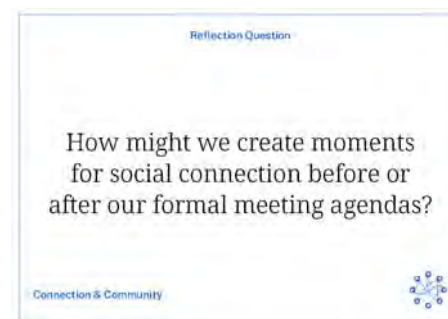 Reflection Question
How might we create moments
for social connection before or
after our formal meeting agendas?
Connection & Community